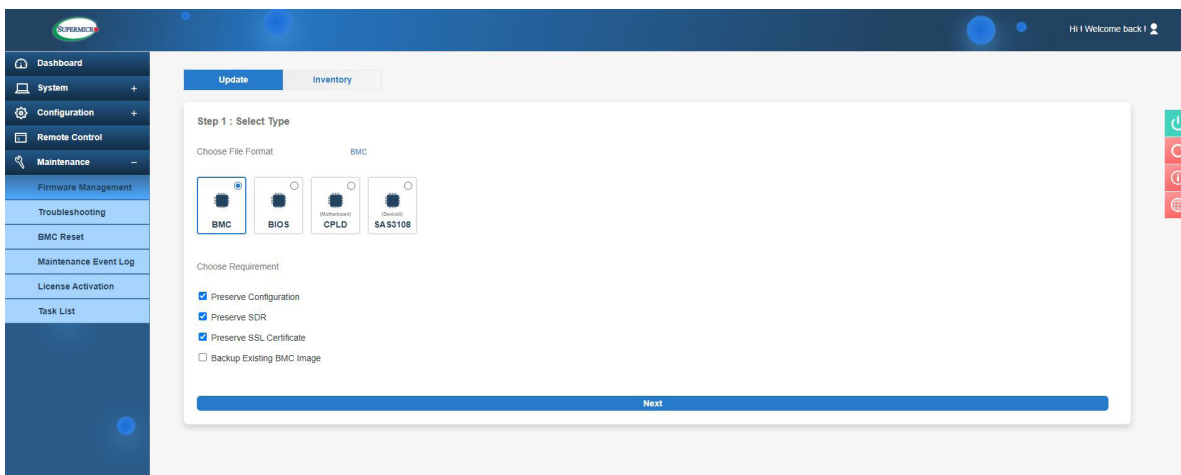 SUPERMICR
Hi ! Welcome back !
Dashboard
System +
Configuration +
Remote Control
Maintenance −
Firmware Management
Troubleshooting
BMC Reset
Maintenance Event Log
License Activation
Task List
Update Inventory
Step 1 : Select Type
Choose File Format BMC
(Motherboard) (Device0)
BMC BIOS CPLD SAS3108
Choose Requirement
Preserve Configuration
Preserve SDR
Preserve SSL Certificate
Backup Existing BMC Image
Next